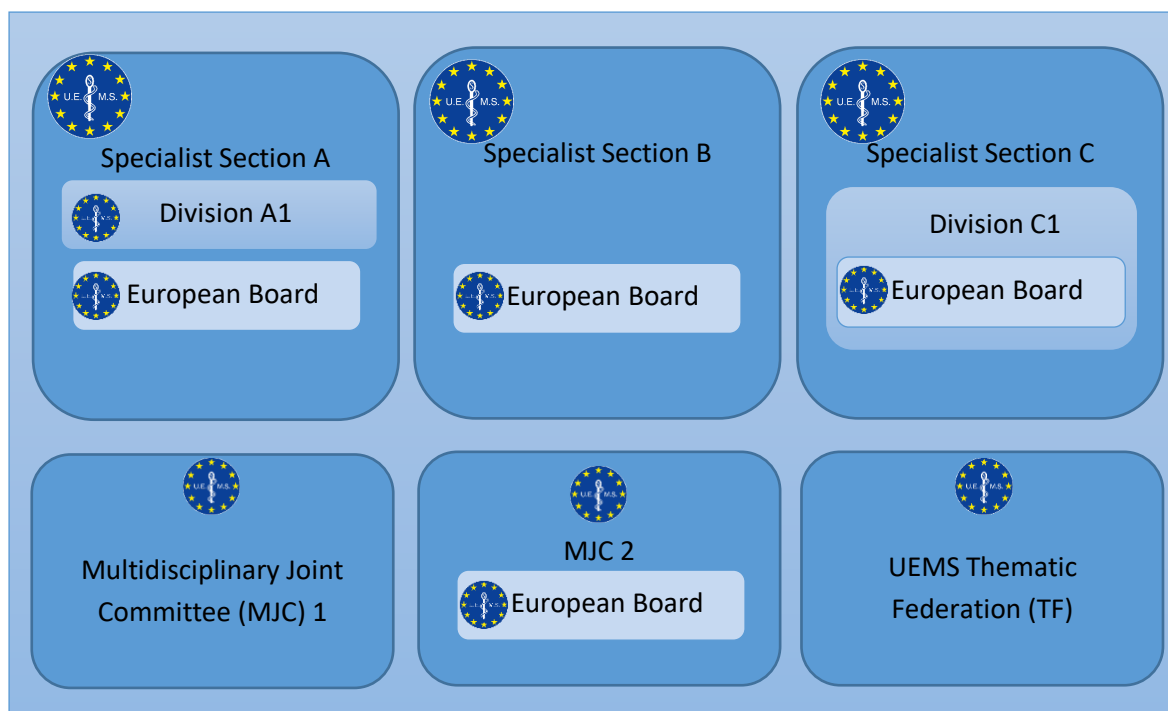 U.E. M.S.
Specialist Section A
Division A1
European Board
U.E. M.S.
Specialist Section B
European Board
U.E. M.S.
Specialist Section C
Division C1
European Board
U.E. M.S.
Multidisciplinary Joint
Committee (MJC) 1
U.E. M.S.
MJC 2
European Board
U.E. M.S.
UEMS Thematic
Federation (TF)